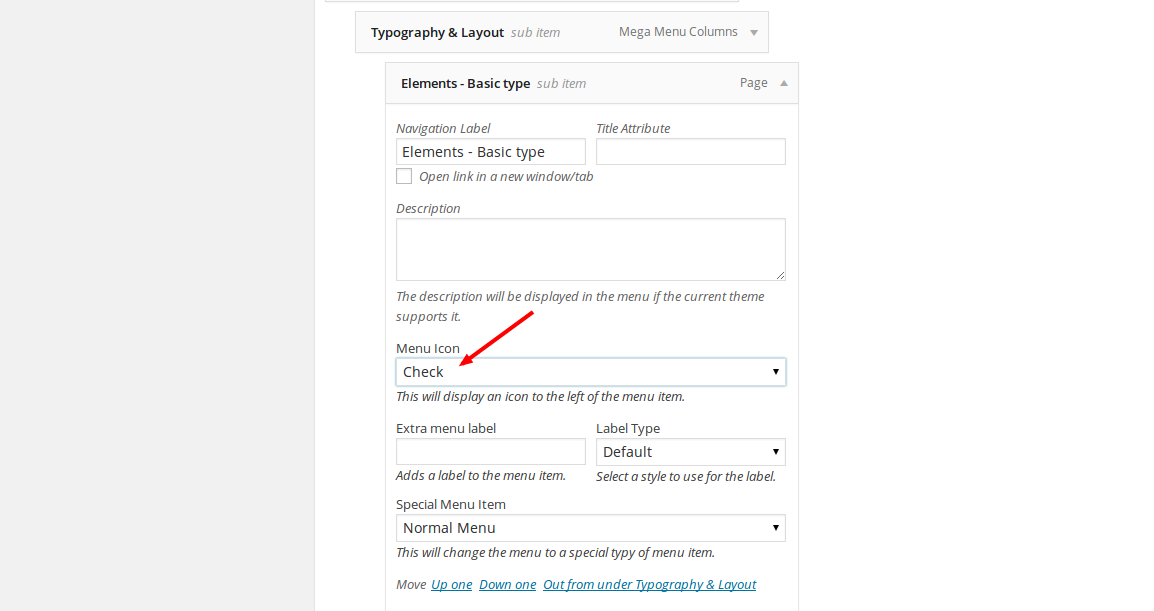 Typography & Layout sub item Mega Menu Columns
Elements - Basic type sub item Page
Navigation Label Title Attribute
Elements - Basic type
Open link in a new window/tab
Description
The description will be displayed in the menu if the current theme
supports it.
Menu Icon
Check
This will display an icon to the left of the menu item.
Extra menu label Label Type
Default
Adds a label to the menu item. Select a style to use for the label.
Special Menu Item
Normal Menu
This will change the menu to a special typy of menu item.
Move Up one Down one Out from under Typography & Layout